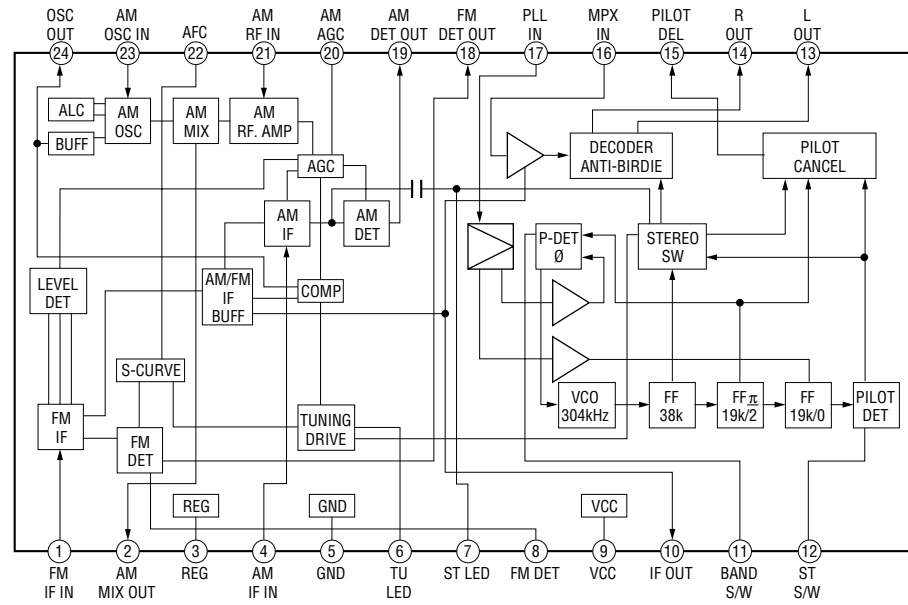 OSC AM AM AM AM FM PLL MPX PILOT R L
OUT OSC IN AFC RF IN AGC DET OUT DET OUT IN IN DEL OUT OUT
24 23 22 21 20 19 18 17 16 15 14 13
ALC
AM
OSC
AM
MIX
AM
RF. AMP
BUFF
AGC
DECODER
ANTI-BIRDIE
PILOT
CANCEL
AM
IF
AM
DET
P-DET
Ø
STEREO
SW
LEVEL
DET
AM/FM
IF
BUFF
COMP
S-CURVE
VCO
304kHz
FF
38k
FF π
19k/2
FF
19k/0
PILOT
DET
FM
IF
FM
DET
TUNING
DRIVE
REG
GND
VCC
1 2 3 4 5 6 7 8 9 10 11 12
FM AM REG AM GND TU ST LED FM DET VCC IF OUT BAND ST
IF IN MIX OUT IF IN LED S/W S/W